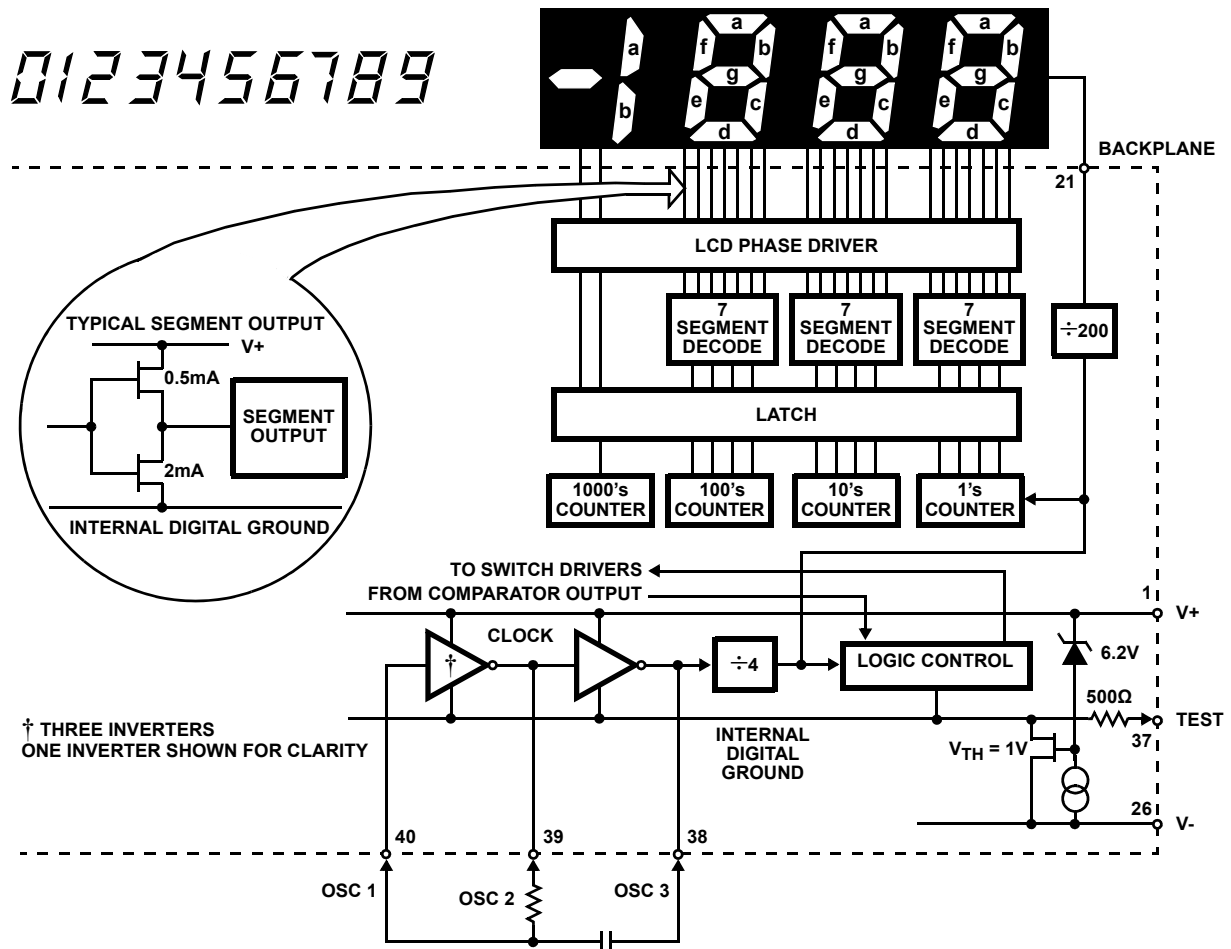 0123456789
a
b
a
f
b
g
e
c
d
a
f
b
g
e
c
d
a
f
b
g
e
c
d
BACKPLANE
21
LCD PHASE DRIVER
7
SEGMENT
DECODE
7
SEGMENT
DECODE
7
SEGMENT
DECODE
÷200
TYPICAL SEGMENT OUTPUT
V+
0.5mA
SEGMENT
OUTPUT
2mA
INTERNAL DIGITAL GROUND
LATCH
1000's
COUNTER
100's
COUNTER
10's
COUNTER
1's
COUNTER
TO SWITCH DRIVERS
FROM COMPARATOR OUTPUT
1
V+
CLOCK
†
÷4
LOGIC CONTROL
6.2V
500Ω
TEST
37
† THREE INVERTERS
ONE INVERTER SHOWN FOR CLARITY
INTERNAL
DIGITAL
GROUND
VTH = 1V
26
V-
40
39
38
OSC 1
OSC 2
OSC 3